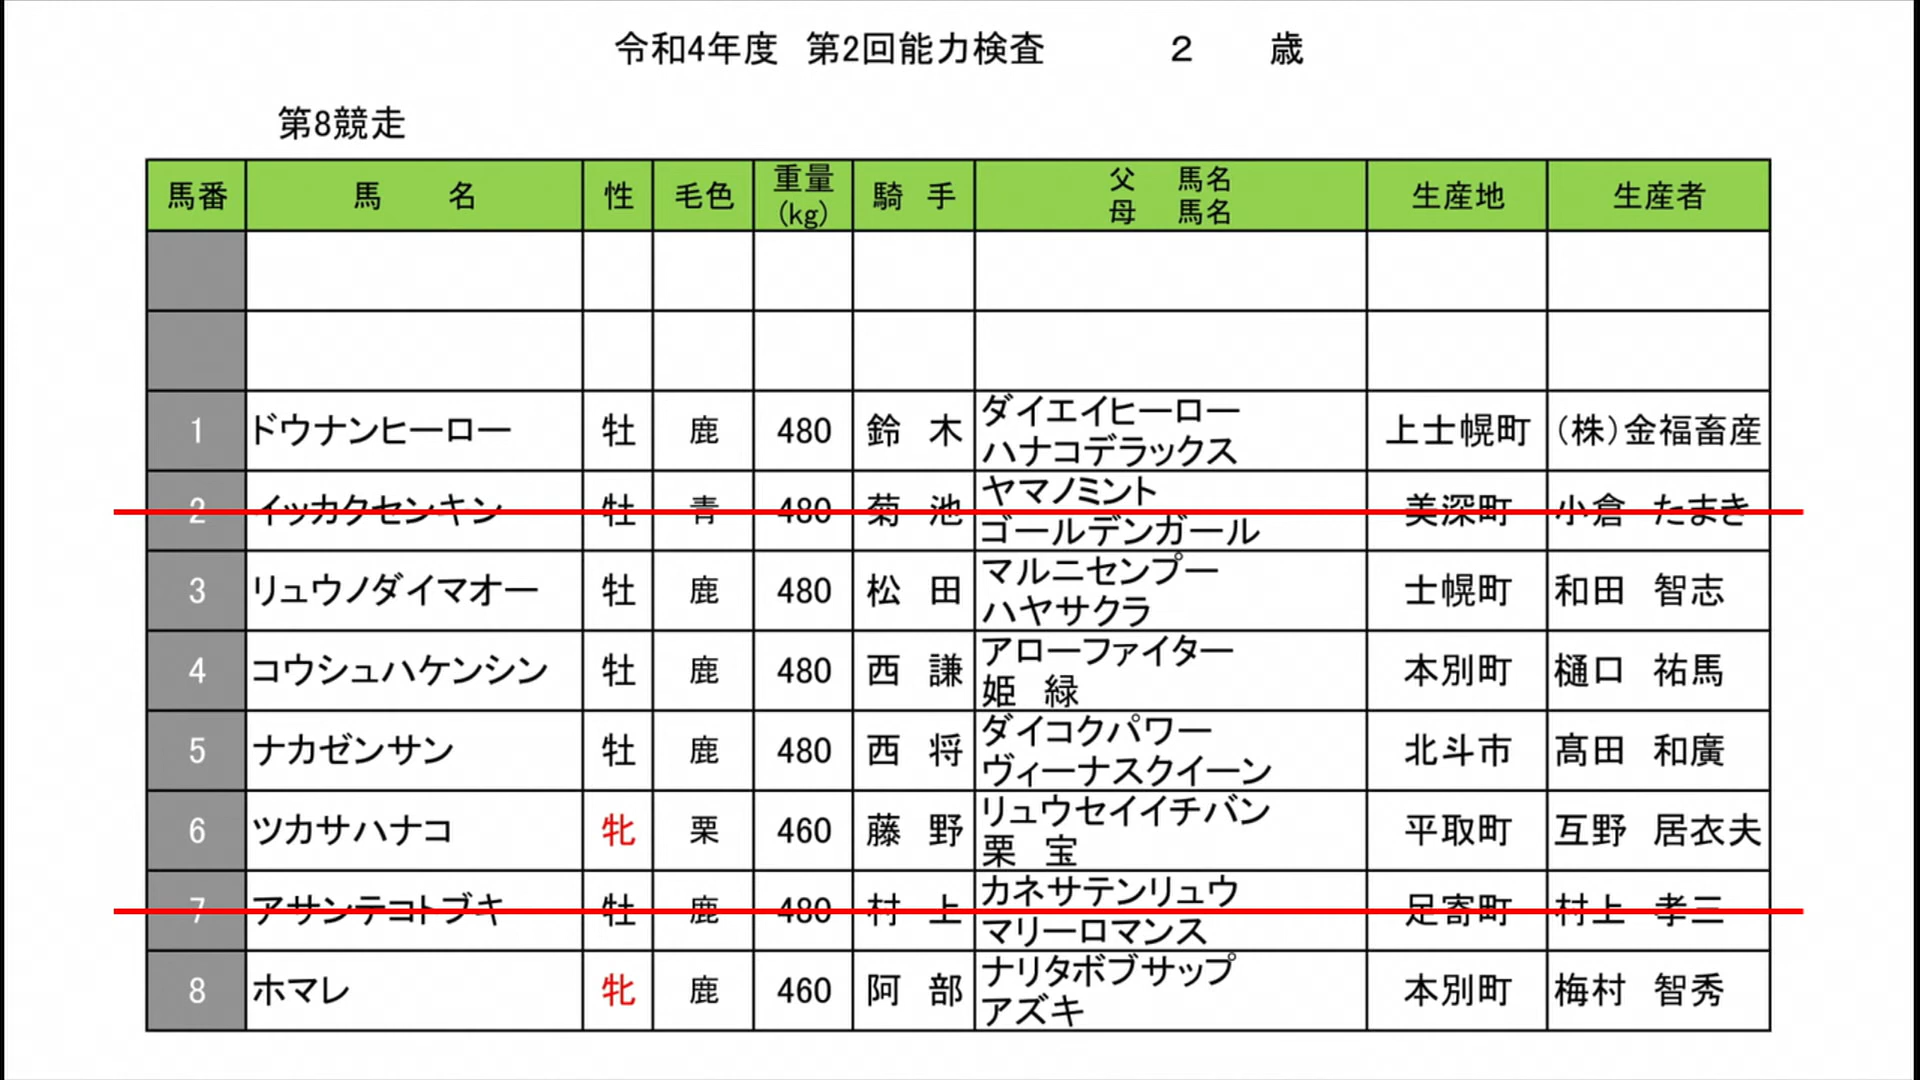 令和4年度 第2回能力検査 2 歳
第8競走
馬番 馬 名 性 毛色 重量(kg) 騎 手 父 馬名 母 馬名 生産地 生産者
1 ドウナンヒーロー 牡 鹿 480 鈴 木 ダイエイヒーロー ハナコデラックス 上士幌町 (株)金福畜産
2 イッカクセンキン 牡 青 480 菊 池 ヤマノミント ゴールデンガール 美深町 小倉 たまき
3 リュウノダイマオー 牡 鹿 480 松 田 マルニセンプー ハヤサクラ 士幌町 和田 智志
4 コウシュハケンシン 牡 鹿 480 西 謙 アローファイター 姫 緑 本別町 樋口 祐馬
5 ナカゼンサン 牡 鹿 480 西 将 ダイコクパワー ヴィーナスクイーン 北斗市 髙田 和廣
6 ツカサハナコ 牝 栗 460 藤 野 リュウセイイチバン 栗 宝 平取町 互野 居衣夫
7 アサンテコトブキ 牡 鹿 480 村 上 カネサテンリュウ マリーロマンス 足寄町 村上 孝三
8 ホマレ 牝 鹿 460 阿 部 ナリタボブサップ アズキ 本別町 梅村 智秀